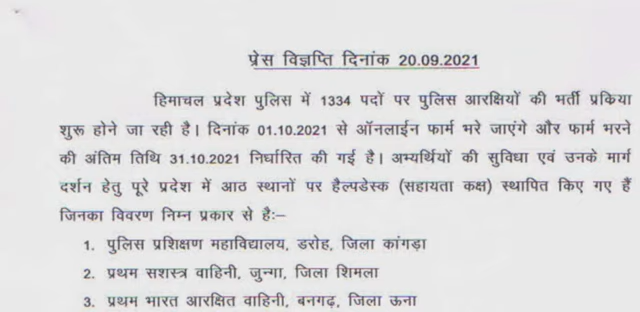 प्रेस विज्ञप्ति दिनांक 20.09.2021
हिमाचल प्रदेश पुलिस में 1334 पदों पर पुलिस आरक्षियों की भर्ती प्रकिया
शुरू होने जा रही है। दिनांक 01.10.2021 से ऑनलाईन फार्म भरे जाएंगे और फार्म भरने
की अंतिम तिथि 31.10.2021 निर्धारित की गई है। अभ्यर्थियों की सुविधा एवं उनके मार्ग
दर्शन हेतु पूरे प्रदेश में आठ स्थानों पर हैल्पडेस्क (सहायता कक्ष) स्थापित किए गए हैं
जिनका विवरण निम्न प्रकार से है:–
1. पुलिस प्रशिक्षण महाविद्यालय, डरोह, जिला कांगड़ा
2. प्रथम सशस्त्र वाहिनी, जुन्गा, जिला शिमला
3. प्रथम भारत आरक्षित वाहिनी, बनगढ़, जिला ऊना